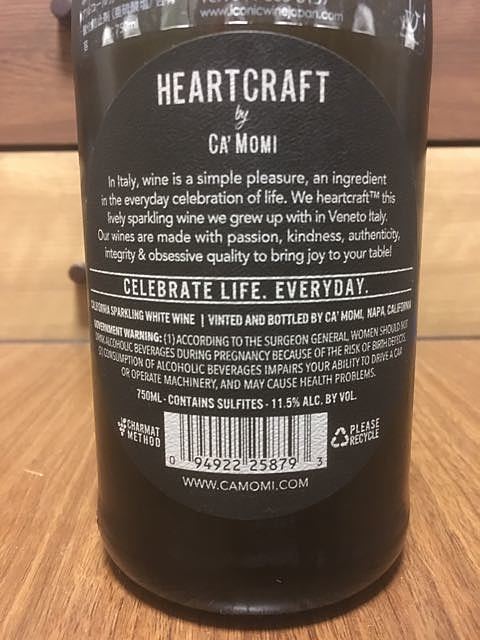 www.iconicwinejapan.com
750ml
HEARTCRAFT
by
CA' MOMI
In Italy, wine is a simple pleasure, an ingredient
in the everyday celebration of life. We heartcraft™ this
lively sparkling wine we grew up with in Veneto Italy.
Our wines are made with passion, kindness, authenticity,
integrity & obsessive quality to bring joy to your table!
CELEBRATE LIFE. EVERYDAY.
CALIFORNIA SPARKLING WHITE WINE | VINTED AND BOTTLED BY CA' MOMI, NAPA, CALIFORNIA
GOVERNMENT WARNING: (1) ACCORDING TO THE SURGEON GENERAL, WOMEN SHOULD NOT
DRINK ALCOHOLIC BEVERAGES DURING PREGNANCY BECAUSE OF THE RISK OF BIRTH DEFECTS.
(2) CONSUMPTION OF ALCOHOLIC BEVERAGES IMPAIRS YOUR ABILITY TO DRIVE A CAR
OR OPERATE MACHINERY, AND MAY CAUSE HEALTH PROBLEMS.
750ML · CONTAINS SULFITES · 11.5% ALC. BY VOL.
CHARMAT
METHOD
PLEASE
RECYCLE
0 94922 25879 3
WWW.CAMOMI.COM